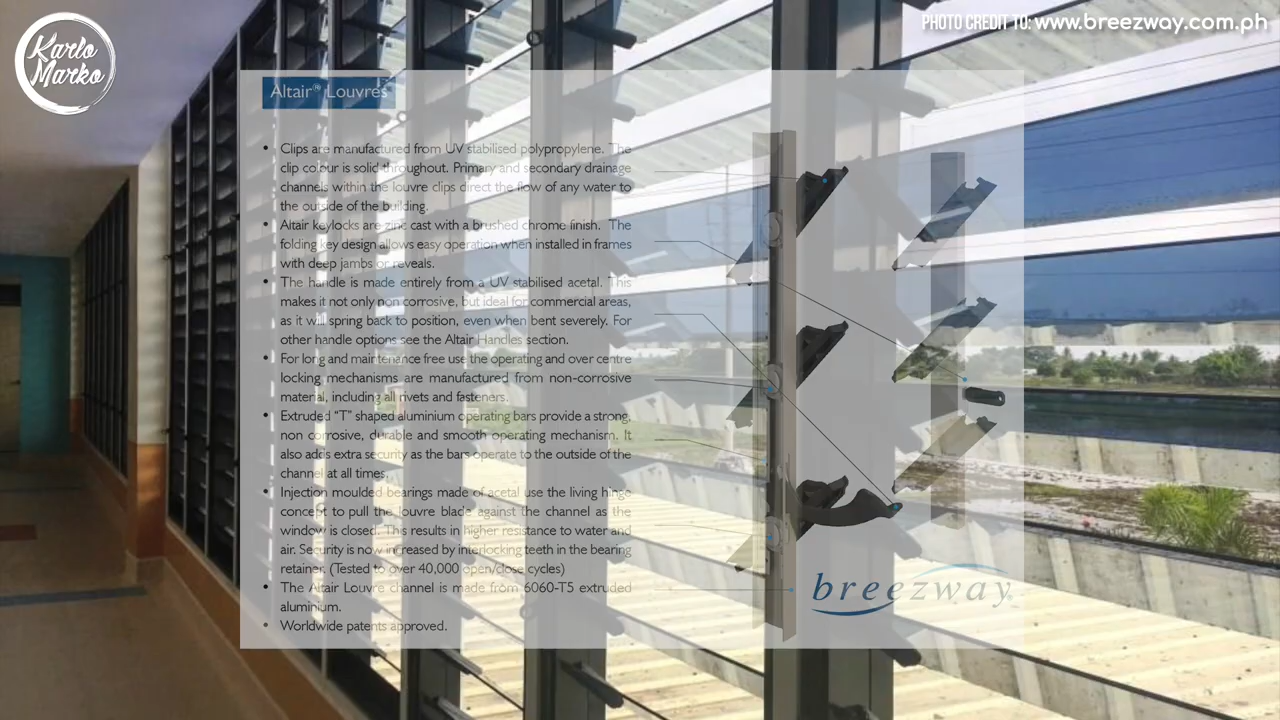 Karlo
Marko
PHOTO CREDIT TO: www.breezway.com.ph
Altair® Louvres
• Clips are manufactured from UV stabilised polypropylene. The
clip colour is solid throughout. Primary and secondary drainage
channels within the louvre clips direct the flow of any water to
the outside of the building.
• Altair keylocks are zinc cast with a brushed chrome finish. The
folding key design allows easy operation when installed in frames
with deep jambs or reveals.
• The handle is made entirely from a UV stabilised acetal. This
makes it not only non corrosive, but ideal for commercial areas,
as it will spring back to position, even when bent severely. For
other handle options see the Altair Handles section.
• For long and maintenance free use the operating and over centre
locking mechanisms are manufactured from non-corrosive
material, including all rivets and fasteners.
• Extruded “T” shaped aluminium operating bars provide a strong,
non corrosive, durable and smooth operating mechanism. It
also adds extra security as the bars operate to the outside of the
channel at all times.
• Injection moulded bearings made of acetal use the living hinge
concept to pull the louvre blade against the channel as the
window is closed. This results in higher resistance to water and
air. Security is now increased by interlocking teeth in the bearing
retainer. (Tested to over 40,000 open/close cycles)
• The Altair Louvre channel is made from 6060-T5 extruded
aluminium.
• Worldwide patents approved.
breezway